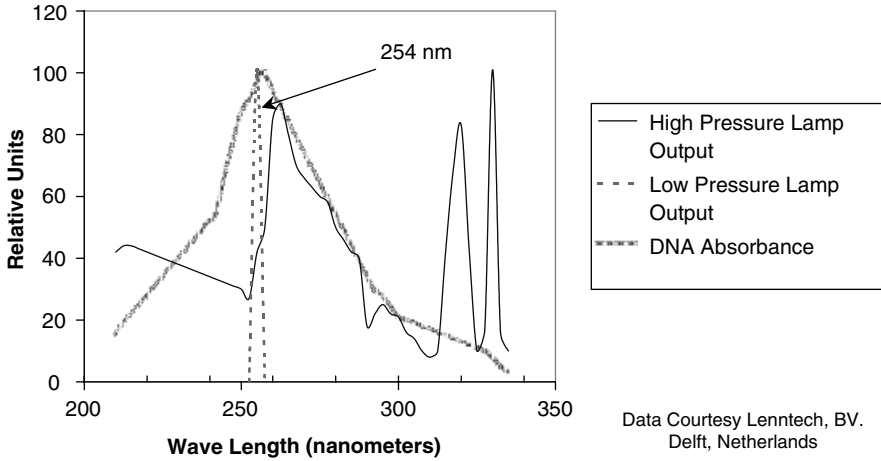 120
100
80
60
40
20
0
Relative Units
200
250
300
350
Wave Length (nanometers)
254 nm
High Pressure Lamp
Output
Low Pressure Lamp
Output
DNA Absorbance
Data Courtesy Lenntech, BV.
Delft, Netherlands